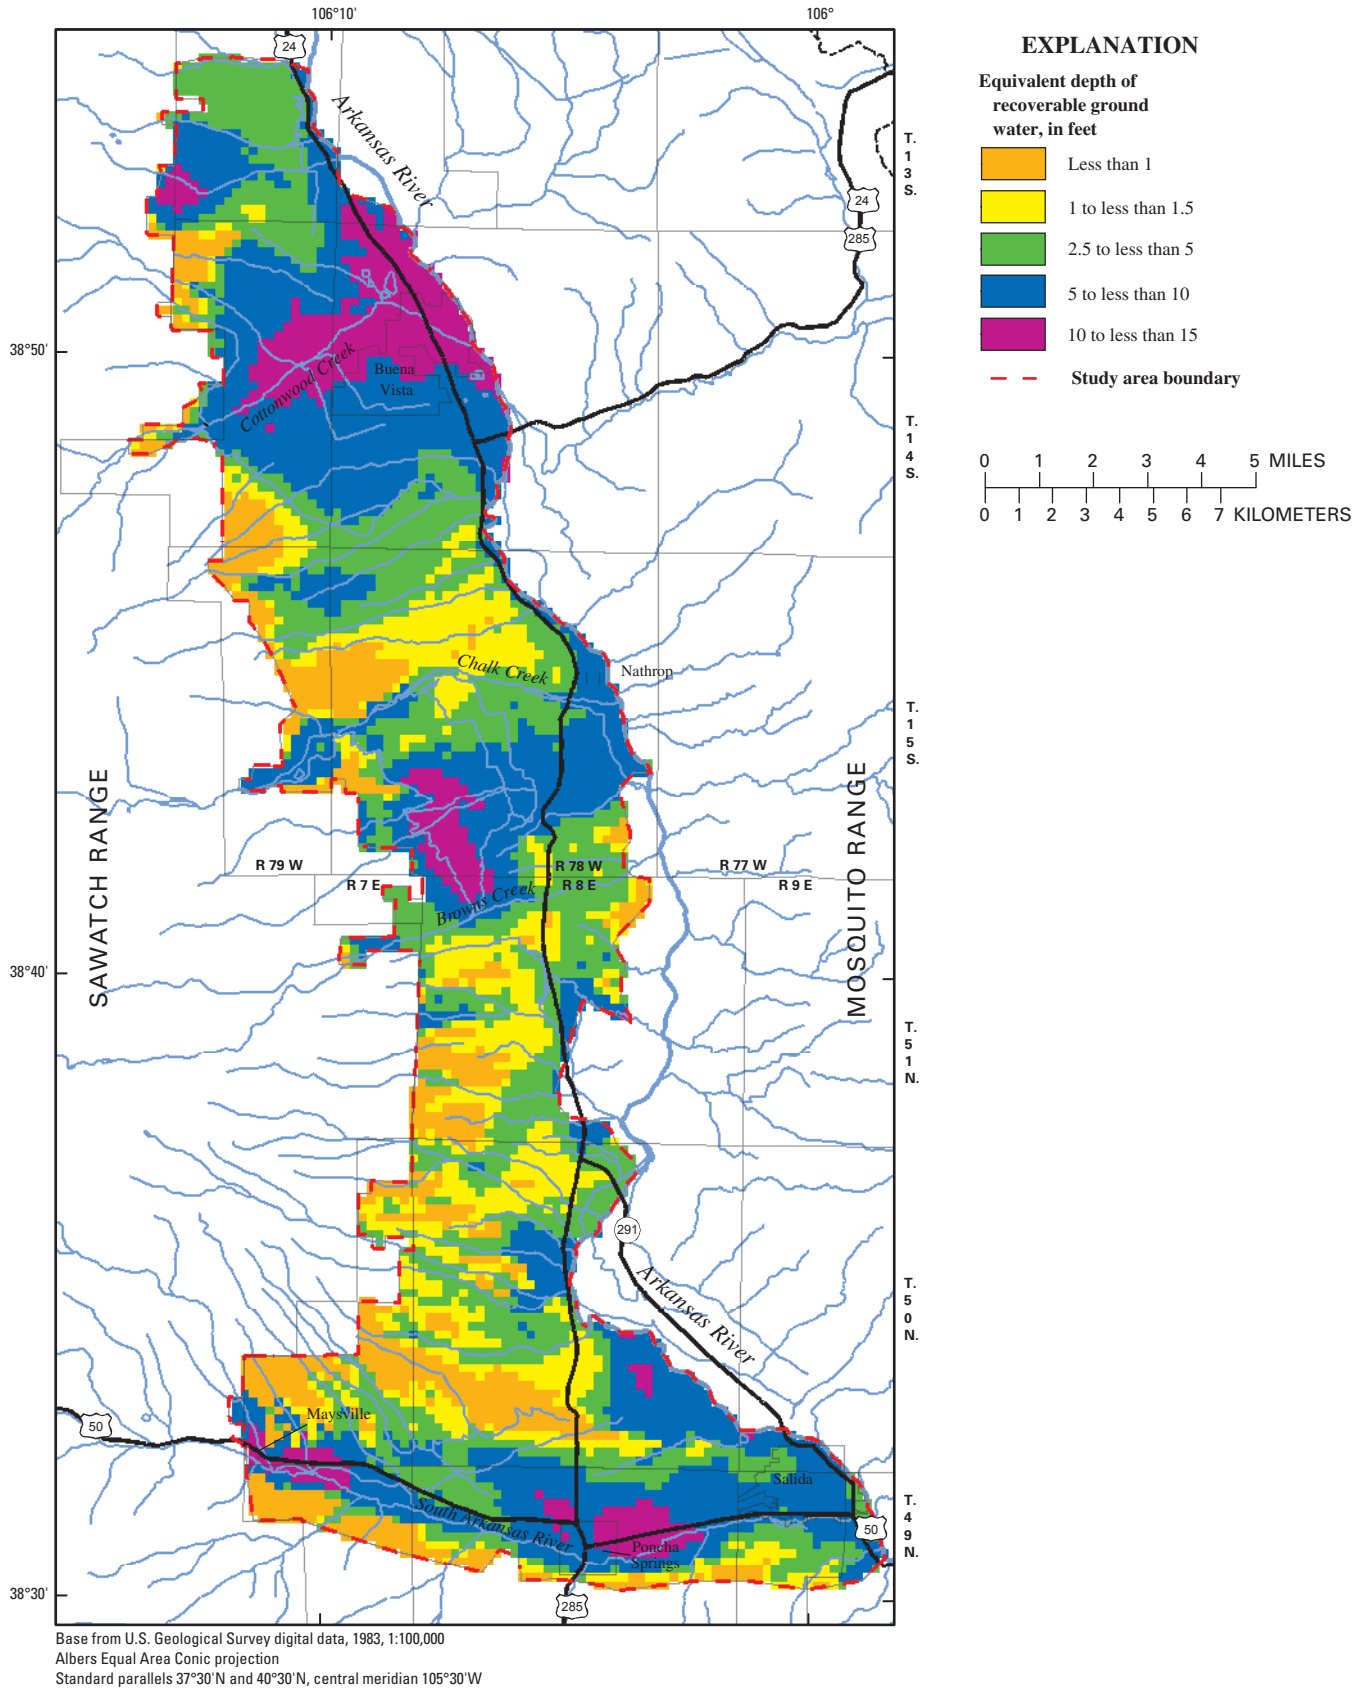 106°10'
106°
24
Arkansas River
T.
1
3
S.
24
285
38°50'
Cottonwood Creek
Buena
Vista
T.
1
4
S.
Chalk Creek
Nathrop
T.
1
5
S.
SAWATCH RANGE
MOSQUITO RANGE
R 79 W
R 78 W
R 77 W
R 7 E
R 8 E
R 9 E
Browns Creek
38°40'
T.
5
1
N.
291
Arkansas River
T.
5
0
N.
Maysville
50
Salida
South Arkansas River
T.
4
9
N.
50
Poncha
Springs
38°30'
285
Base from U.S. Geological Survey digital data, 1983, 1:100,000
Albers Equal Area Conic projection
Standard parallels 37°30'N and 40°30'N, central meridian 105°30'W
EXPLANATION
Equivalent depth of
recoverable ground
water, in feet
Less than 1
1 to less than 1.5
2.5 to less than 5
5 to less than 10
10 to less than 15
Study area boundary
0 1 2 3 4 5 MILES
0 1 2 3 4 5 6 7 KILOMETERS